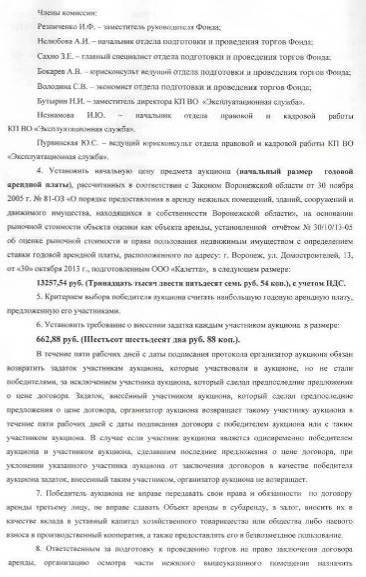 Члены комиссии:
Резниченко И.Ф. – заместитель руководителя Фонда;
Нелюбова А.И. – начальник отдела подготовки и проведения торгов Фонда;
Сахно З.Е. – главный специалист отдела подготовки и проведения торгов Фонда;
Бокарев А.В. – юрисконсульт ведущий отдела подготовки и проведения торгов Фонда;
Володина С.В. – экономист отдела подготовки и проведения торгов Фонда;
Бутырин Н.И. – заместитель директора КП ВО «Эксплуатационная служба».
Незнамова И.Ю. – начальник отдела правовой и кадровой работы
КП ВО «Эксплуатационная служба».
Пурвинская Ю.С. – ведущий юрисконсульт отдела правовой и кадровой работы КП ВО
«Эксплуатационная служба».
4. Установить начальную цену предмета аукциона (начальный размер годовой
арендной платы), рассчитанных в соответствии с Законом Воронежской области от 30 ноября
2005 г. № 81-ОЗ «О порядке предоставления в аренду нежилых помещений, зданий, сооружений и
движимого имущества, находящихся в собственности Воронежской области», на основании
рыночной стоимости объекта оценки как объекта аренды, установленной отчётом № 30/10/13-05
об оценке рыночной стоимости и права пользования недвижимым имуществом с определением
ставки годовой арендной платы, расположенного по адресу: г. Воронеж, ул. Домостроителей, 13,
от «30» октября 2013 г., подготовленным ООО «Калетта», в следующем размере:
13257,54 руб. (Тринадцать тысяч двести пятьдесят семь руб. 54 коп.), с учетом НДС.
5. Критерием выбора победителя аукциона считать наибольшую годовую арендную плату,
предложенную его участниками.
6. Установить требование о внесении задатка каждым участником аукциона в размере:
662,88 руб. (Шестьсот шестьдесят два руб. 88 коп.).
В течение пяти рабочих дней с даты подписания протокола организатор аукциона обязан
возвратить задаток участникам аукциона, которые участвовали в аукционе, но не стали
победителями, за исключением участника аукциона, который сделал предпоследнее предложение
о цене договора. Задаток, внесённый участником аукциона, который сделал предпоследнее
предложение о цене договора, организатор аукциона возвращает такому участнику аукциона в
течение пяти рабочих дней с даты подписания договора с победителем аукциона или с таким
участником аукциона. В случае если участник аукциона является одновременно победителем
аукциона и участником аукциона, сделавшим последнее предложение о цене договора, при
уклонении указанного участника аукциона от заключения договоров в качестве победителя
аукциона задаток, внесенный таким участником, организатор аукциона не возвращает.
7. Победитель аукциона не вправе передавать свои права и обязанности по договору
аренды третьему лицу, не вправе сдавать Объект аренды в субаренду, в залог, вносить их в
качестве вклада в уставный капитал хозяйственного товарищества или общества либо паевого
взноса в производственный кооператив, а также предоставлять его в безвозмездное пользование.
8. Ответственным за подготовку к проведению торгов на право заключения договора
аренды, организацию осмотра части нежилого вышеуказанного помещения назначить